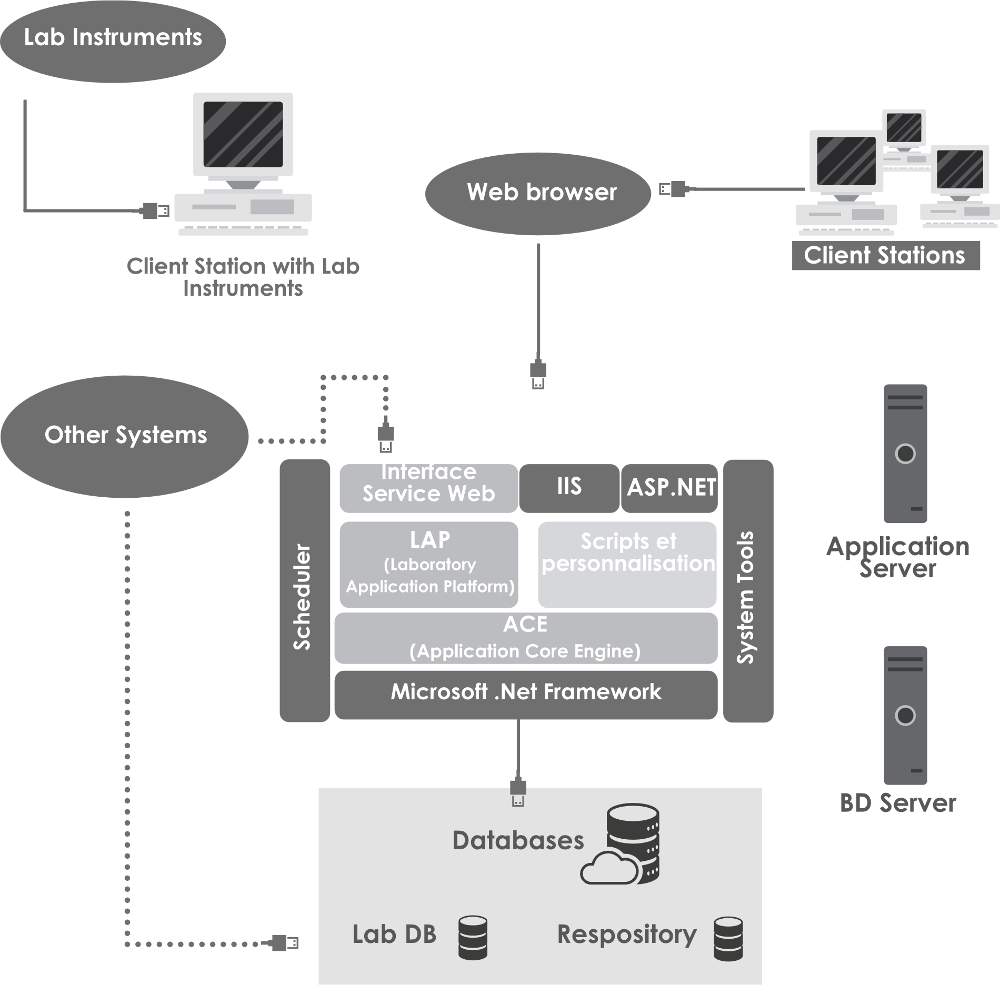 Lab Instruments
Client Station with Lab
Instruments
Web browser
Client Stations
Other Systems
Scheduler
Interface
Service Web
IIS
ASP.NET
LAP
(Laboratory
Application Platform)
Scripts et
personnalisation
ACE
(Application Core Engine)
Microsoft .Net Framework
System Tools
Application
Server
BD Server
Databases
Lab DB
Respository